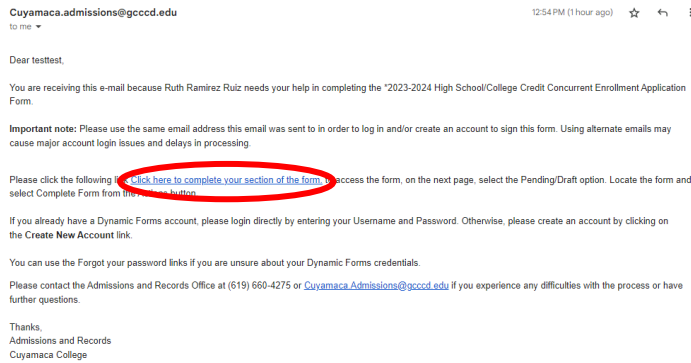 Cuyamaca.admissions@gcccd.edu 12:54 PM (1 hour ago)
to me
Dear testtest,
You are receiving this e-mail because Ruth Ramirez Ruiz needs your help in completing the "2023-2024 High School/College Credit Concurrent Enrollment Application
Form.
Important note: Please use the same email address this email was sent to in order to log in and/or create an account to sign this form. Using alternate emails may
cause major account login issues and delays in processing.
Please click the following Click here to complete your section of the form, access the form, on the next page, select the Pending/Draft option. Locate the form and
select Complete Form from the button.
If you already have a Dynamic Forms account, please login directly by entering your Username and Password. Otherwise, please create an account by clicking on
the Create New Account link.
You can use the Forgot your password links if you are unsure about your Dynamic Forms credentials.
Please contact the Admissions and Records Office at (619) 660-4275 or Cuyamaca.Admissions@gcccd.edu if you experience any difficulties with the process or have
further questions.
Thanks,
Admissions and Records
Cuyamaca College